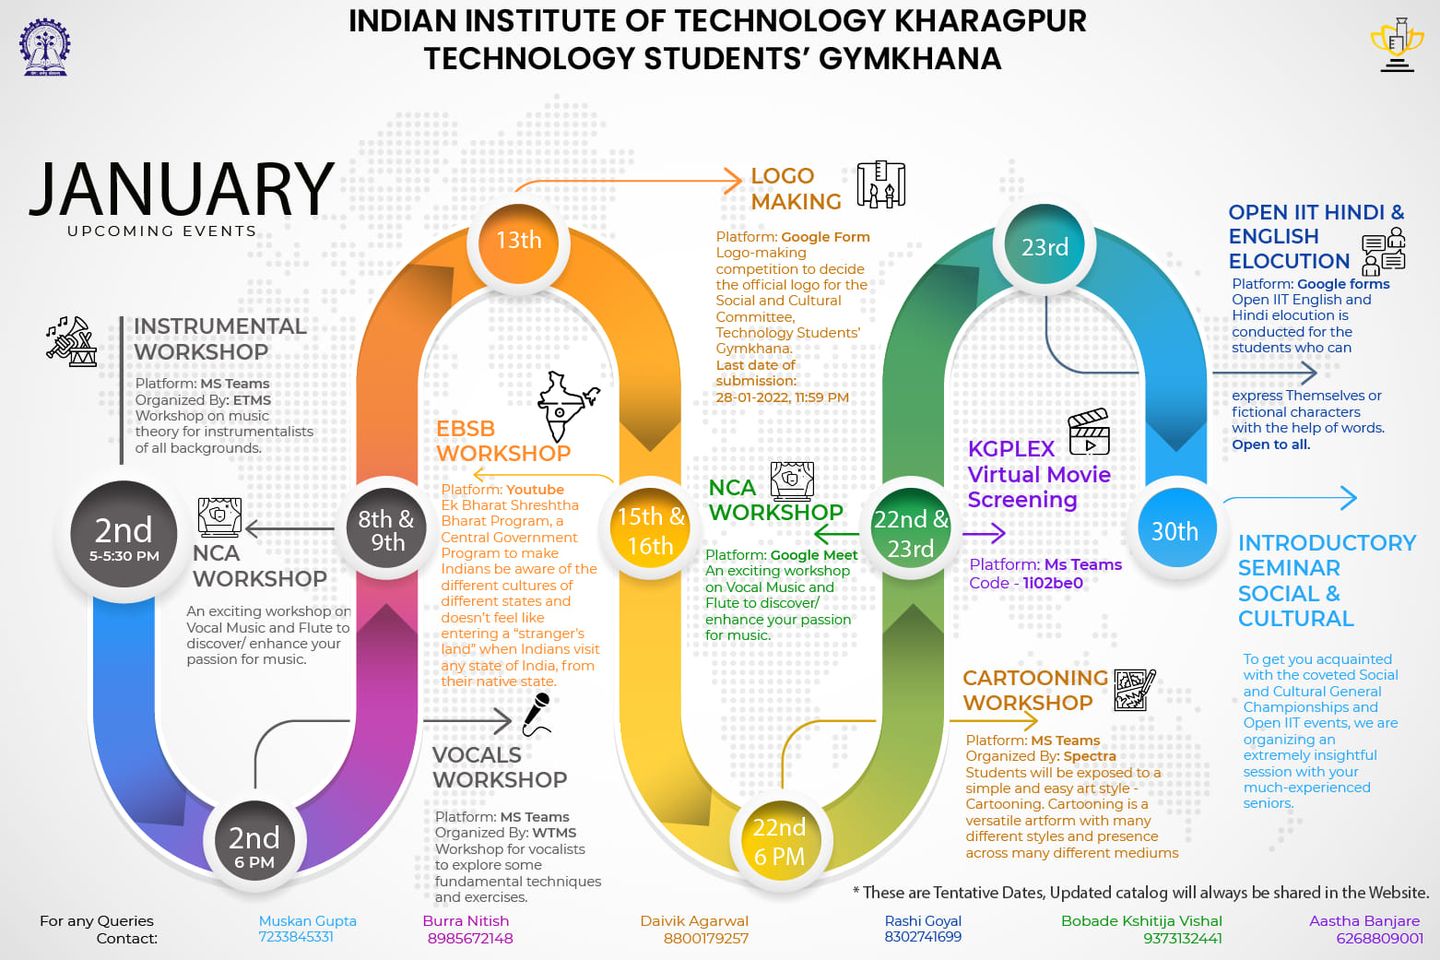 INDIAN INSTITUTE OF TECHNOLOGY KHARAGPUR
TECHNOLOGY STUDENTS' GYMKHANA
JANUARY
UPCOMING EVENTS
INSTRUMENTAL
WORKSHOP
Platform: MS Teams
Organized By: ETMS
Workshop on music
theory for instrumentalists
of all backgrounds.
2nd
5-5:30 PM
NCA
WORKSHOP
An exciting workshop on
Vocal Music and Flute to
discover/ enhance your
passion for music.
2nd
6 PM
8th &
9th
VOCALS
WORKSHOP
Platform: MS Teams
Organized By: WTMS
Workshop for vocalists
to explore some
fundamental techniques
and exercises.
13th
LOGO
MAKING
Platform: Google Form
Logo-making
competition to decide
the official logo for the
Social and Cultural
Committee,
Technology Students'
Gymkhana.
Last date of
submission:
28-01-2022, 11:59 PM
EBSB
WORKSHOP
Platform: Youtube
Ek Bharat Shreshtha
Bharat Program, a
Central Government
Program to make
Indians be aware of the
different cultures of
different states and
doesn't feel like
entering a "stranger's
land" when Indians visit
any state of India, from
their native state.
15th &
16th
NCA
WORKSHOP
Platform: Google Meet
An exciting workshop
on Vocal Music and
Flute to discover/
enhance your passion
for music.
22nd
6 PM
22nd &
23rd
KGPLEX
Virtual Movie
Screening
Platform: Ms Teams
Code - 1i02be0
CARTOONING
WORKSHOP
Platform: MS Teams
Organized By: Spectra
Students will be exposed to a
simple and easy art style -
Cartooning. Cartooning is a
versatile artform with many
different styles and presence
across many different mediums
23rd
OPEN IIT HINDI &
ENGLISH
ELOCUTION
Platform: Google forms
Open IIT English and
Hindi elocution is
conducted for the
students who can
express Themselves or
fictional characters
with the help of words.
Open to all.
30th
INTRODUCTORY
SEMINAR
SOCIAL &
CULTURAL
To get you acquainted
with the coveted Social
and Cultural General
Championships and
Open IIT events, we are
organizing an
extremely insightful
session with your
much-experienced
seniors.
* These are Tentative Dates, Updated catalog will always be shared in the Website.
For any Queries
Contact:
Muskan Gupta
7233845331
Burra Nitish
8985672148
Daivik Agarwal
8800179257
Rashi Goyal
8302741699
Bobade Kshitija Vishal
9373132441
Aastha Banjare
6268809001